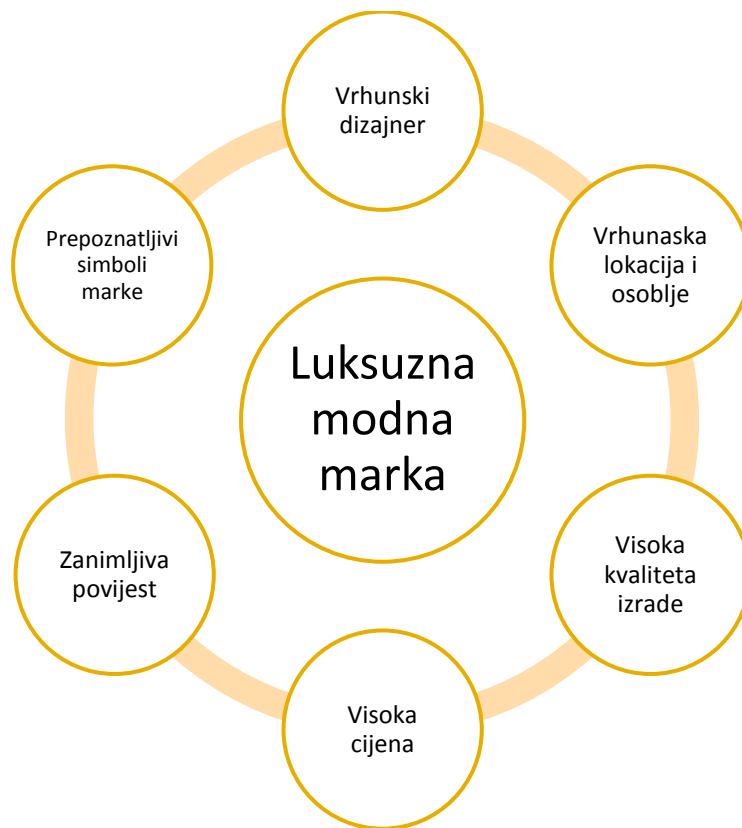 Vrhunski
dizajner
Prepoznatljivi
simboli
marke
Vrhunaska
lokacija i
osoblje
Luksuzna
modna
marka
Zanimljiva
povijest
Visoka
kvaliteta
izrade
Visoka
cijena